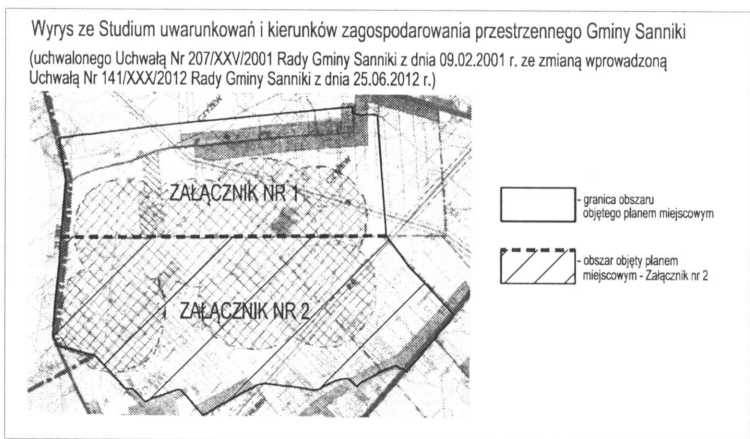 Wyrys ze Studium uwarunkowań i kierunków zagospodarowania przestrzennego Gminy Sanniki
(uchwalonego Uchwałą Nr 207/XXV/2001 Rady Gminy Sanniki z dnia 09.02.2001 r. ze zmianą wprowadzoną
Uchwałą Nr 141/XXX/2012 Rady Gminy Sanniki z dnia 25.06.2012 r.)
CZYŻEW
CZYŻEW
ZAŁĄCZNIK NR 1
ZAŁĄCZNIK NR 2
- granica obszaru
objętego planem miejscowym
- obszar objęty planem
miejscowym - Załącznik nr 2